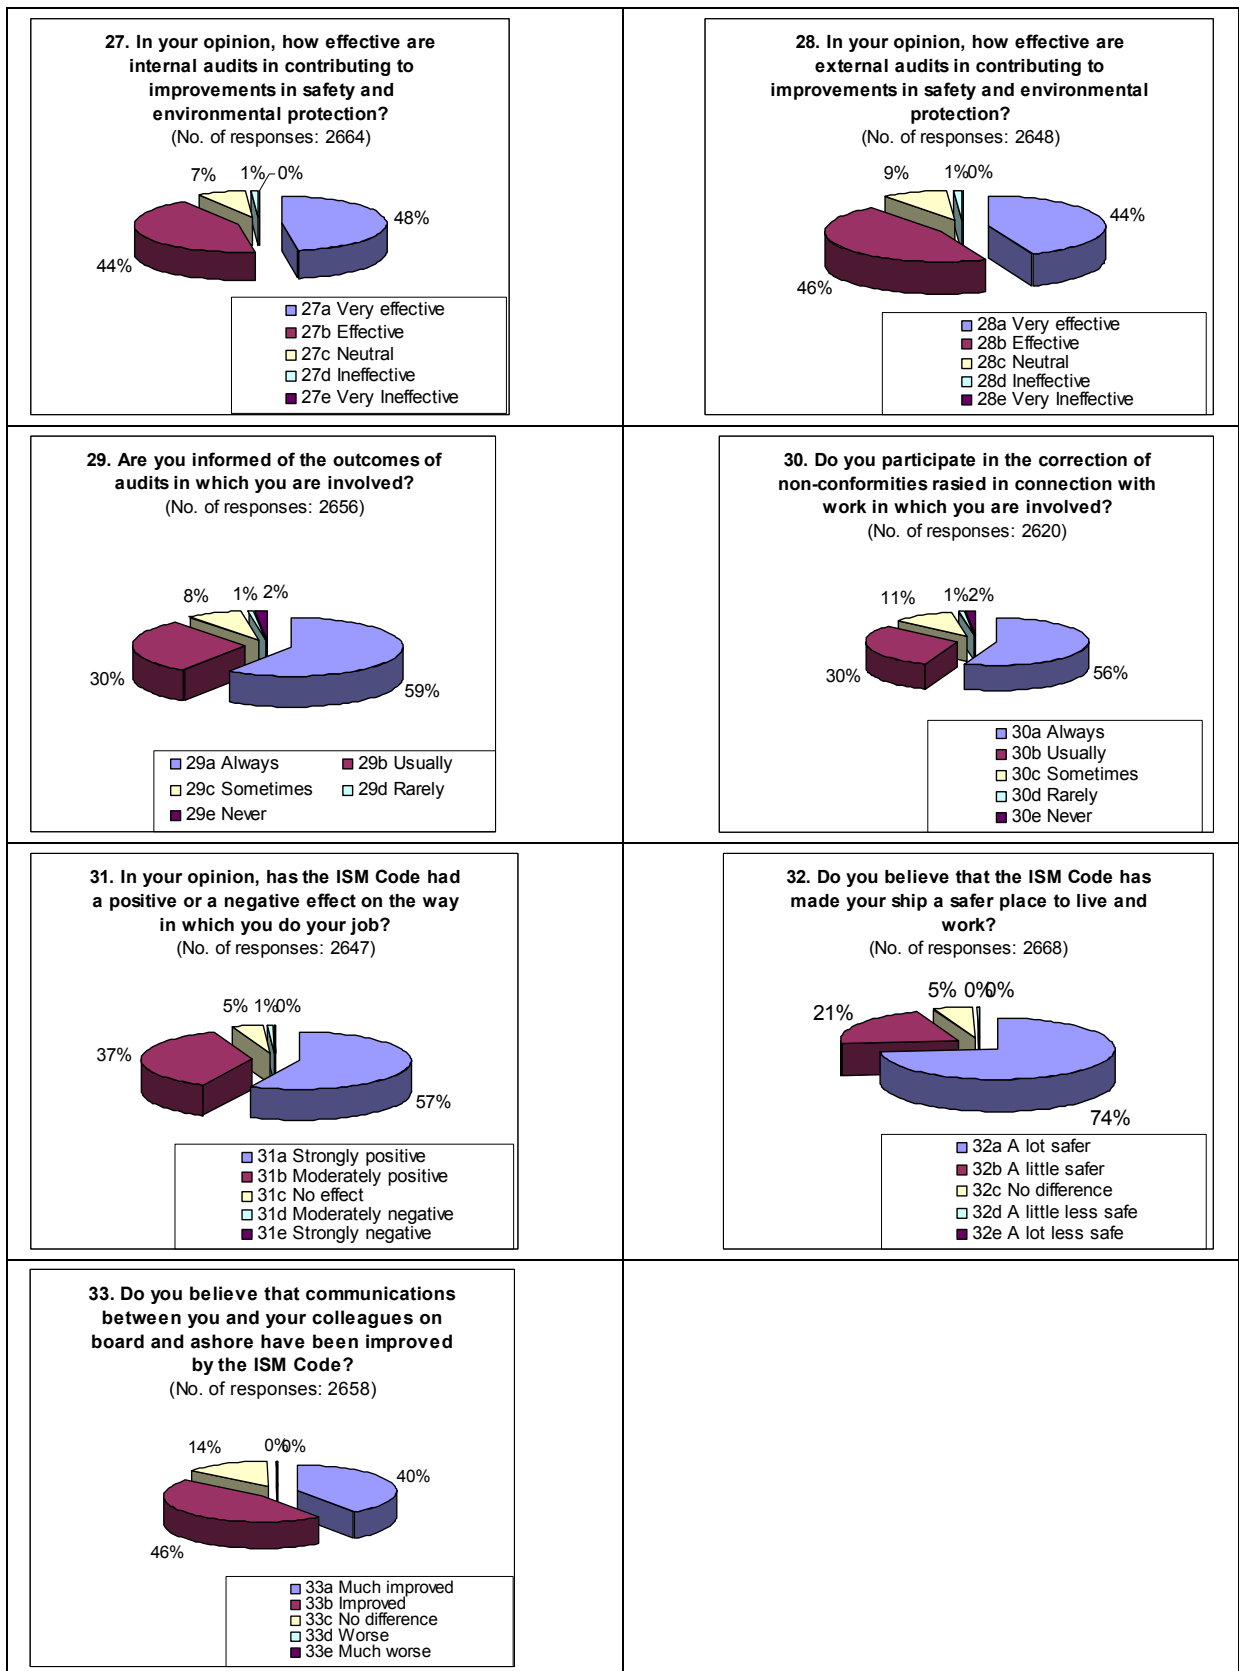 27. In your opinion, how effective are
internal audits in contributing to
improvements in safety and
environmental protection?
(No. of responses: 2664)
7%
1%
0%
48%
44%
27a Very effective
27b Effective
27c Neutral
27d Ineffective
27e Very Ineffective
28. In your opinion, how effective are
external audits in contributing to
improvements in safety and environmental
protection?
(No. of responses: 2648)
9%
1%
0%
44%
46%
28a Very effective
28b Effective
28c Neutral
28d Ineffective
28e Very Ineffective
29. Are you informed of the outcomes of
audits in which you are involved?
(No. of responses: 2656)
8%
1%
2%
30%
59%
29a Always
29b Usually
29c Sometimes
29d Rarely
29e Never
30. Do you participate in the correction of
non-conformities rasied in connection with
work in which you are involved?
(No. of responses: 2620)
11%
1%
2%
30%
56%
30a Always
30b Usually
30c Sometimes
30d Rarely
30e Never
31. In your opinion, has the ISM Code had
a positive or a negative effect on the way
in which you do your job?
(No. of responses: 2647)
5%
1%
0%
37%
57%
31a Strongly positive
31b Moderately positive
31c No effect
31d Moderately negative
31e Strongly negative
32. Do you believe that the ISM Code has
made your ship a safer place to live and
work?
(No. of responses: 2668)
5%
0%
0%
21%
74%
32a A lot safer
32b A little safer
32c No difference
32d A little less safe
32e A lot less safe
33. Do you believe that communications
between you and your colleagues on
board and ashore have been improved
by the ISM Code?
(No. of responses: 2658)
14%
0%
0%
40%
46%
33a Much improved
33b Improved
33c No difference
33d Worse
33e Much worse